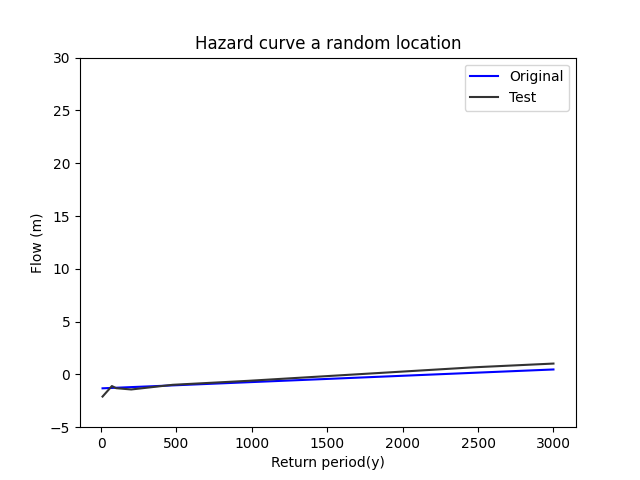 Hazard curve a random location
Original
Test
30
25
20
15
10
5
0
−5
Flow (m)
0 500 1000 1500 2000 2500 3000
Return period(y)